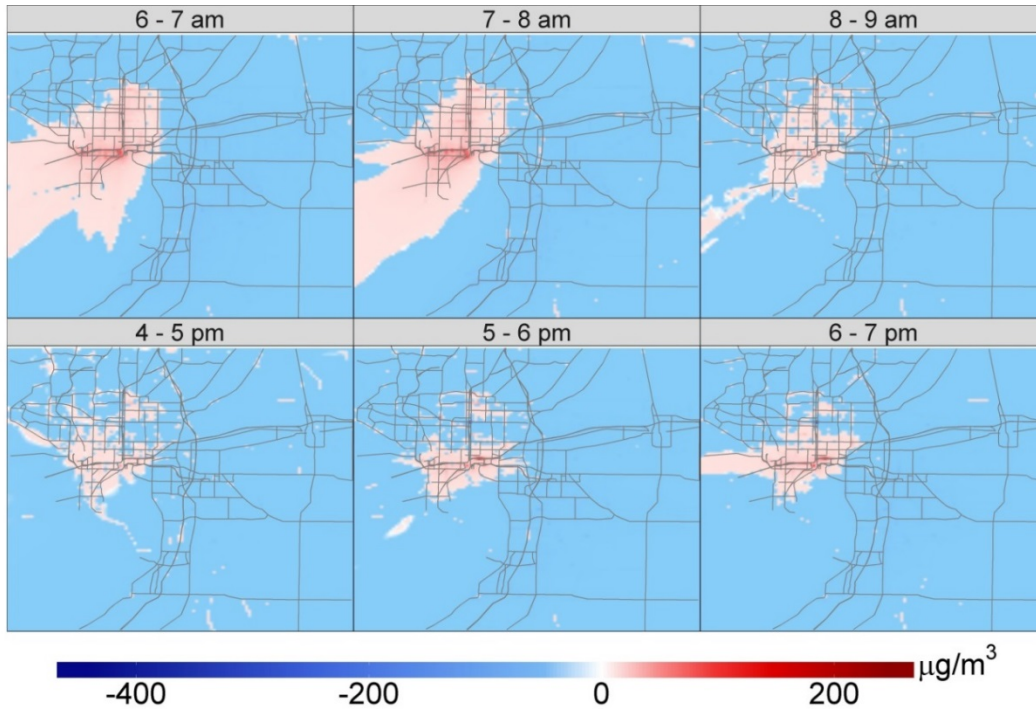 6 - 7 am 7 - 8 am 8 - 9 am
4 - 5 pm 5 - 6 pm 6 - 7 pm
-400 -200 0 200 μg/m³